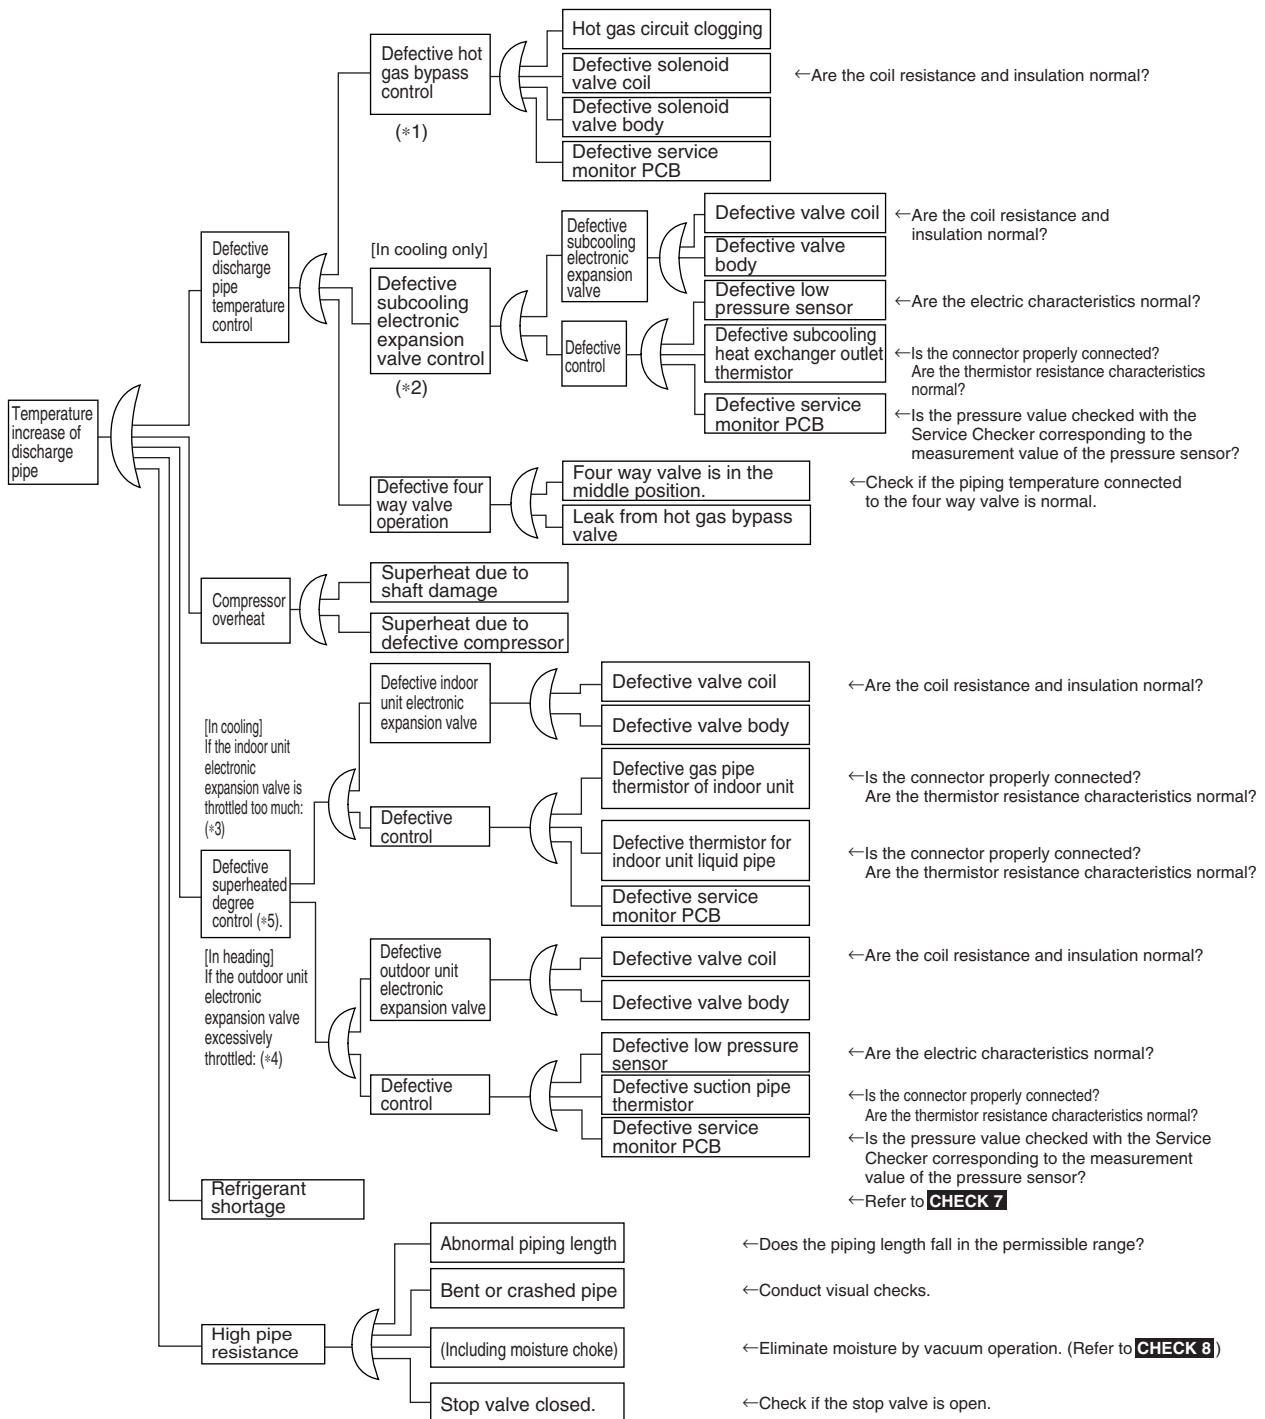 Hot gas circuit clogging
Defective hot
gas bypass
control
(*1)
Defective solenoid
valve coil
←Are the coil resistance and insulation normal?
Defective solenoid
valve body
Defective service
monitor PCB
Defective
discharge
pipe
temperature
control
[In cooling only]
Defective
subcooling
electronic
expansion
valve control
(*2)
Defective
subcooling
electronic
expansion
valve
Defective valve coil
←Are the coil resistance and
insulation normal?
Defective valve
body
Defective
control
Defective low
pressure sensor
←Are the electric characteristics normal?
Defective subcooling
heat exchanger outlet
thermistor
←Is the connector properly connected?
Are the thermistor resistance characteristics
normal?
Defective service
monitor PCB
←Is the pressure value checked with the
Service Checker corresponding to the
measurement value of the pressure sensor?
Temperature
increase of
discharge
pipe
Defective four
way valve
operation
Four way valve is in the
middle position.
←Check if the piping temperature connected
to the four way valve is normal.
Leak from hot gas bypass
valve
Compressor
overheat
Superheat due to
shaft damage
Superheat due to
defective compressor
[In cooling]
If the indoor unit
electronic
expansion valve is
throttled too much:
(*3)
Defective indoor
unit electronic
expansion valve
Defective valve coil
←Are the coil resistance and insulation normal?
Defective valve body
Defective
control
Defective gas pipe
thermistor of indoor unit
←Is the connector properly connected?
Are the thermistor resistance characteristics normal?
Defective thermistor for
indoor unit liquid pipe
←Is the connector properly connected?
Are the thermistor resistance characteristics normal?
Defective service
monitor PCB
Defective
superheated
degree
control (*5).
[In heading]
If the outdoor unit
electronic
expansion valve
excessively
throttled: (*4)
Defective
outdoor unit
electronic
expansion valve
Defective valve coil
←Are the coil resistance and insulation normal?
Defective valve body
Defective
control
Defective low pressure
sensor
←Are the electric characteristics normal?
Defective suction pipe
thermistor
←Is the connector properly connected?
Are the thermistor resistance characteristics normal?
Defective service
monitor PCB
←Is the pressure value checked with the Service
Checker corresponding to the measurement
value of the pressure sensor?
Refrigerant
shortage
←Refer to CHECK 7
High pipe
resistance
Abnormal piping length
←Does the piping length fall in the permissible range?
Bent or crashed pipe
←Conduct visual checks.
(Including moisture choke)
←Eliminate moisture by vacuum operation. (Refer to CHECK 8)
Stop valve closed.
←Check if the stop valve is open.